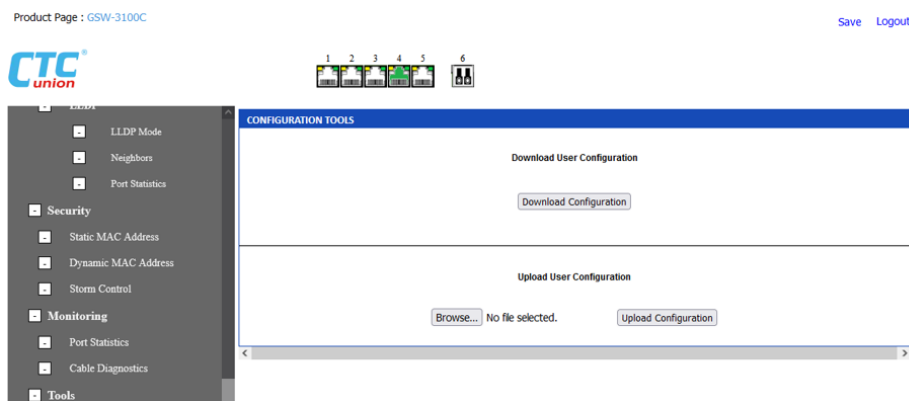 Product Page : GSW-3100C
Save Logout
CTC
union
1 2 3 4 5 6
LLDP
LLDP Mode
Neighbors
Port Statistics
Security
Static MAC Address
Dynamic MAC Address
Storm Control
Monitoring
Port Statistics
Cable Diagnostics
Tools
CONFIGURATION TOOLS
Download User Configuration
Download Configuration
Upload User Configuration
Browse... No file selected. Upload Configuration